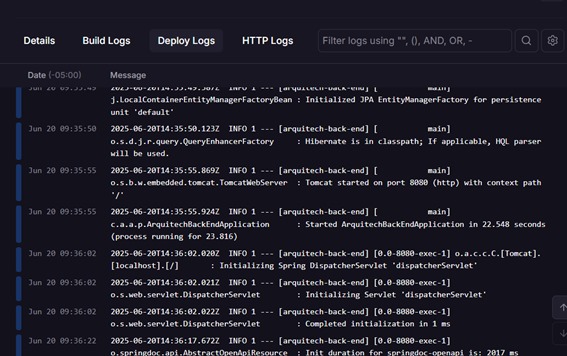 Details Build Logs Deploy Logs HTTP Logs Filter logs using "", (), AND, OR, -
Date (-05:00) Message
Jun 20 09:35:49 2025-06-20T14:35:49.587Z  INFO 1 --- [arquitech-back-end] [           main]
j.LocalContainerEntityManagerFactoryBean : Initialized JPA EntityManagerFactory for persistence
unit 'default'
Jun 20 09:35:50 2025-06-20T14:35:50.123Z  INFO 1 --- [arquitech-back-end] [           main]
o.s.d.j.r.query.QueryEnhancerFactory     : Hibernate is in classpath; If applicable, HQL parser
will be used.
Jun 20 09:35:55 2025-06-20T14:35:55.869Z  INFO 1 --- [arquitech-back-end] [           main]
o.s.b.w.embedded.tomcat.TomcatWebServer  : Tomcat started on port 8080 (http) with context path
'/'
Jun 20 09:35:55 2025-06-20T14:35:55.924Z  INFO 1 --- [arquitech-back-end] [           main]
c.a.a.p.ArquitechBackEndApplication      : Started ArquitechBackEndApplication in 22.548 seconds
(process running for 23.816)
Jun 20 09:36:02 2025-06-20T14:36:02.020Z  INFO 1 --- [arquitech-back-end] [0.0-8080-exec-1] o.a.c.c.C.[Tomcat].
[localhost].[/]       : Initializing Spring DispatcherServlet 'dispatcherServlet'
Jun 20 09:36:02 2025-06-20T14:36:02.021Z  INFO 1 --- [arquitech-back-end] [0.0-8080-exec-1]
o.s.web.servlet.DispatcherServlet        : Initializing Servlet 'dispatcherServlet'
Jun 20 09:36:02 2025-06-20T14:36:02.022Z  INFO 1 --- [arquitech-back-end] [0.0-8080-exec-1]
o.s.web.servlet.DispatcherServlet        : Completed initialization in 1 ms
Jun 20 09:36:22 2025-06-20T14:36:17.672Z  INFO 1 --- [arquitech-back-end] [0.0-8080-exec-1]
o.springdoc.api.AbstractOpenApiResource  : Init duration for springdoc-openapi is: 2017 ms